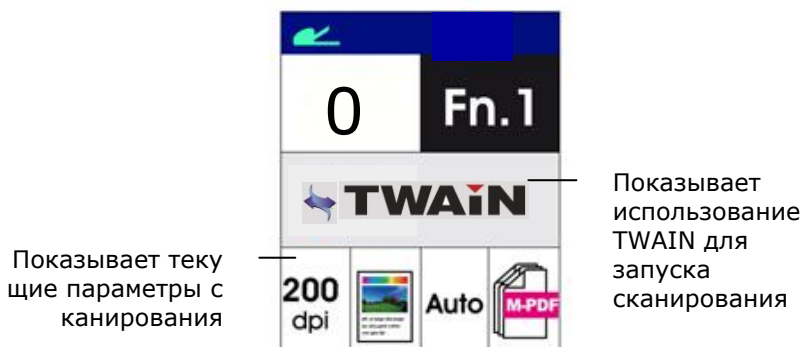 0
Fn.1
TWAIN
Показывает
использование
TWAIN для
запуска
сканирования
Показывает теку
щие параметры с
канирования
200
dpi
Auto
M-PDF